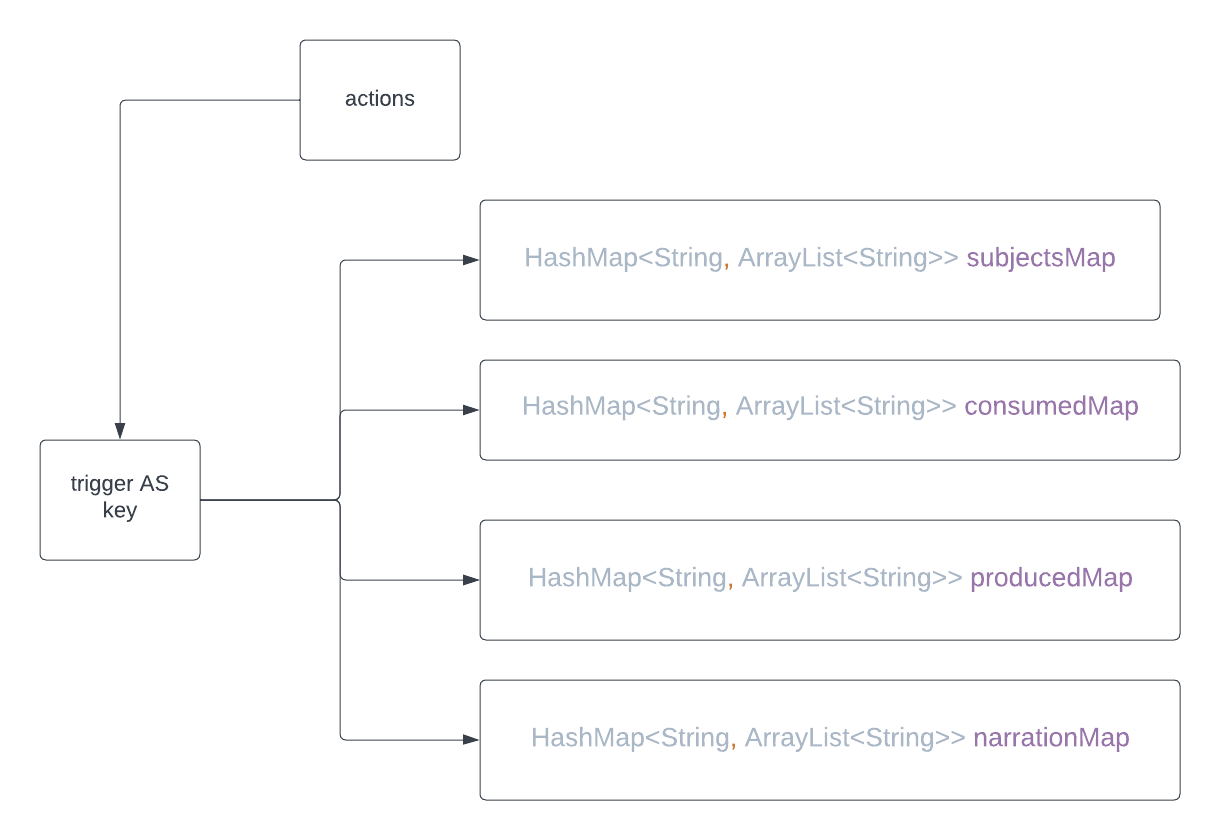 actions
HashMap<String, ArrayList<String>> subjectsMap
HashMap<String, ArrayList<String>> consumedMap
trigger AS
key
HashMap<String, ArrayList<String>> producedMap
HashMap<String, ArrayList<String>> narrationMap